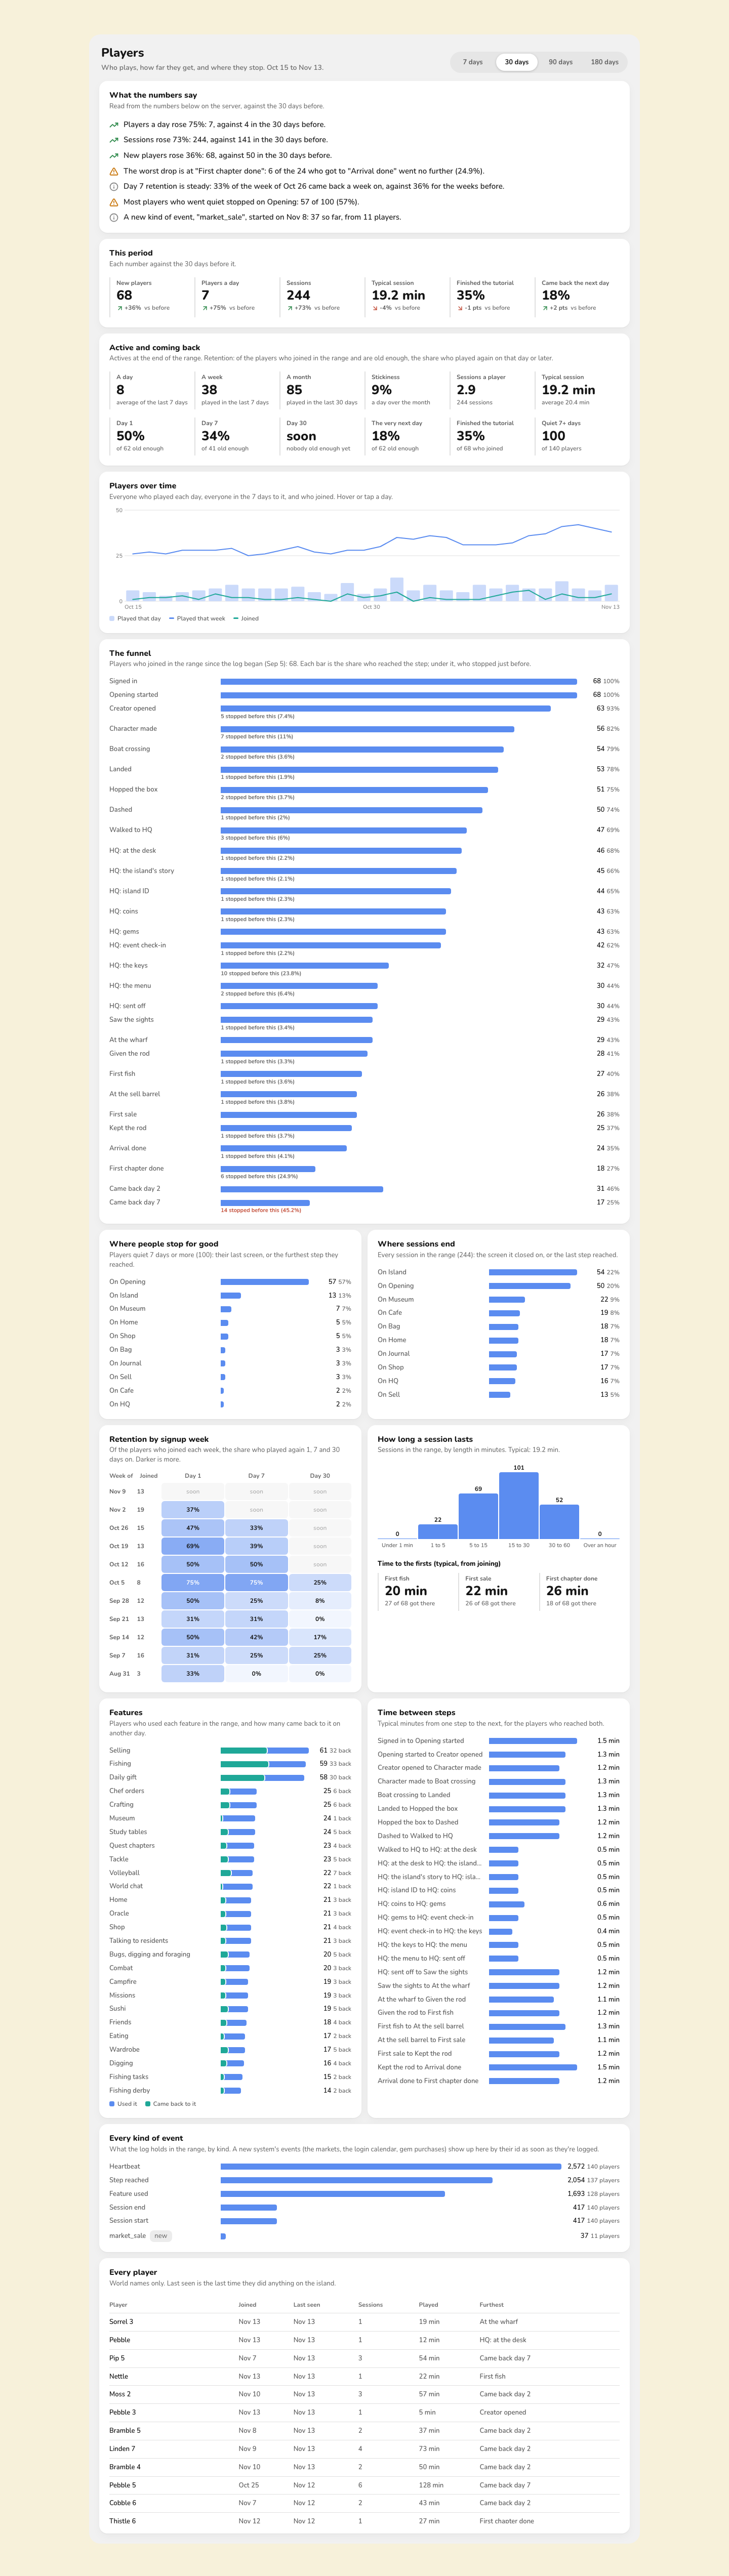 Players
Who plays, how far they get, and where they stop. Oct 15 to Nov 13.
7 days
30 days
90 days
180 days
What the numbers say
Read from the numbers below on the server, against the 30 days before.
Players a day rose 75%: 7, against 4 in the 30 days before.
Sessions rose 73%: 244, against 141 in the 30 days before.
New players rose 36%: 68, against 50 in the 30 days before.
The worst drop is at "First chapter done": 6 of the 24 who got to "Arrival done" went no further (24.9%).
Day 7 retention is steady: 33% of the week of Oct 26 came back a week on, against 36% for the weeks before.
Most players who went quiet stopped on Opening: 57 of 100 (57%).
A new kind of event, "market_sale", started on Nov 8: 37 so far, from 11 players.
This period
Each number against the 30 days before it.
New players
68
+36% vs before
Players a day
7
+75% vs before
Sessions
244
+73% vs before
Typical session
19.2 min
-4% vs before
Finished the tutorial
35%
-1 pts vs before
Came back the next day
18%
+2 pts vs before
Active and coming back
Actives at the end of the range. Retention: of the players who joined in the range and are old enough, the share who played again on that day or later.
A day
8
average of the last 7 days
A week
38
played in the last 7 days
A month
85
played in the last 30 days
Stickiness
9%
a day over the month
Sessions a player
2.9
244 sessions
Typical session
19.2 min
average 20.4 min
Day 1
50%
of 62 old enough
Day 7
34%
of 41 old enough
Day 30
soon
nobody old enough yet
The very next day
18%
of 62 old enough
Finished the tutorial
35%
of 68 who joined
Quiet 7+ days
100
of 140 players
Players over time
Everyone who played each day, everyone in the 7 days to it, and who joined. Hover or tap a day.
50
25
0
Oct 15
Oct 30
Nov 13
Played that day
Played that week
Joined
The funnel
Players who joined in the range since the log began (Sep 5): 68. Each bar is the share who reached the step; under it, who stopped just before.
Signed in 68 100%
Opening started 68 100%
Creator opened 63 93%
5 stopped before this (7.4%)
Character made 56 82%
7 stopped before this (11%)
Boat crossing 54 79%
2 stopped before this (3.6%)
Landed 53 78%
1 stopped before this (1.9%)
Hopped the box 51 75%
2 stopped before this (3.7%)
Dashed 50 74%
1 stopped before this (2%)
Walked to HQ 47 69%
3 stopped before this (6%)
HQ: at the desk 46 68%
1 stopped before this (2.2%)
HQ: the island's story 45 66%
1 stopped before this (2.1%)
HQ: island ID 44 65%
1 stopped before this (2.3%)
HQ: coins 43 63%
1 stopped before this (2.3%)
HQ: gems 43 63%
HQ: event check-in 42 62%
1 stopped before this (2.2%)
HQ: the keys 32 47%
10 stopped before this (23.8%)
HQ: the menu 30 44%
2 stopped before this (6.4%)
HQ: sent off 30 44%
Saw the sights 29 43%
1 stopped before this (3.4%)
At the wharf 29 43%
Given the rod 28 41%
1 stopped before this (3.3%)
First fish 27 40%
1 stopped before this (3.6%)
At the sell barrel 26 38%
1 stopped before this (3.8%)
First sale 26 38%
Kept the rod 25 37%
1 stopped before this (3.7%)
Arrival done 24 35%
1 stopped before this (4.1%)
First chapter done 18 27%
6 stopped before this (24.9%)
Came back day 2 31 46%
Came back day 7 17 25%
14 stopped before this (45.2%)
Where people stop for good
Players quiet 7 days or more (100): their last screen, or the furthest step they
reached.
On Opening 57 57%
On Island 13 13%
On Museum 7 7%
On Home 5 5%
On Shop 5 5%
On Bag 3 3%
On Journal 3 3%
On Sell 3 3%
On Cafe 2 2%
On HQ 2 2%
Where sessions end
Every session in the range (244): the screen it closed on, or the last step reached.
On Island 54 22%
On Opening 50 20%
On Museum 22 9%
On Cafe 19 8%
On Bag 18 7%
On Home 18 7%
On Journal 17 7%
On Shop 17 7%
On HQ 16 7%
On Sell 13 5%
Retention by signup week
Of the players who joined each week, the share who played again 1, 7 and 30
days on. Darker is more.
Week of Joined Day 1 Day 7 Day 30
Nov 9 13 soon soon soon
Nov 2 19 37% soon soon
Oct 26 15 47% 33% soon
Oct 19 13 69% 39% soon
Oct 12 16 50% 50% soon
Oct 5 8 75% 75% 25%
Sep 28 12 50% 25% 8%
Sep 21 13 31% 31% 0%
Sep 14 12 50% 42% 17%
Sep 7 16 31% 25% 25%
Aug 31 3 33% 0% 0%
How long a session lasts
Sessions in the range, by length in minutes. Typical: 19.2 min.
0
22
69
101
52
0
Under 1 min
1 to 5
5 to 15
15 to 30
30 to 60
Over an hour
Time to the firsts (typical, from joining)
First fish
20 min
27 of 68 got there
First sale
22 min
26 of 68 got there
First chapter done
26 min
18 of 68 got there
Features
Players who used each feature in the range, and how many came back to it on
another day.
Selling 61 32 back
Fishing 59 33 back
Daily gift 58 30 back
Chef orders 25 6 back
Crafting 25 6 back
Museum 24 1 back
Study tables 24 5 back
Quest chapters 23 4 back
Tackle 23 5 back
Volleyball 22 7 back
World chat 22 1 back
Home 21 3 back
Oracle 21 3 back
Shop 21 4 back
Talking to residents 21 3 back
Bugs, digging and foraging 20 5 back
Combat 20 3 back
Campfire 19 3 back
Missions 19 3 back
Sushi 19 5 back
Friends 18 4 back
Eating 17 2 back
Wardrobe 17 5 back
Digging 16 4 back
Fishing tasks 15 2 back
Fishing derby 14 2 back
Used it
Came back to it
Time between steps
Typical minutes from one step to the next, for the players who reached both.
Signed in to Opening started 1.5 min
Opening started to Creator opened 1.3 min
Creator opened to Character made 1.2 min
Character made to Boat crossing 1.3 min
Boat crossing to Landed 1.3 min
Landed to Hopped the box 1.3 min
Hopped the box to Dashed 1.2 min
Dashed to Walked to HQ 1.2 min
Walked to HQ to HQ: at the desk 0.5 min
HQ: at the desk to HQ: the island... 0.5 min
HQ: the island's story to HQ: isla... 0.5 min
HQ: island ID to HQ: coins 0.5 min
HQ: coins to HQ: gems 0.6 min
HQ: gems to HQ: event check-in 0.5 min
HQ: event check-in to HQ: the keys 0.4 min
HQ: the keys to HQ: the menu 0.5 min
HQ: the menu to HQ: sent off 0.5 min
HQ: sent off to Saw the sights 1.2 min
Saw the sights to At the wharf 1.2 min
At the wharf to Given the rod 1.1 min
Given the rod to First fish 1.2 min
First fish to At the sell barrel 1.3 min
At the sell barrel to First sale 1.1 min
First sale to Kept the rod 1.2 min
Kept the rod to Arrival done 1.5 min
Arrival done to First chapter done 1.2 min
Every kind of event
What the log holds in the range, by kind. A new system's events (the markets, the login calendar, gem purchases) show up here by their id as soon as they're logged.
Heartbeat 2,572 140 players
Step reached 2,054 137 players
Feature used 1,693 128 players
Session end 417 140 players
Session start 417 140 players
market_sale new 37 11 players
Every player
World names only. Last seen is the last time they did anything on the island.
Player Joined Last seen Sessions Played Furthest
Sorrel 3 Nov 13 Nov 13 1 19 min At the wharf
Pebble Nov 13 Nov 13 1 12 min HQ: at the desk
Pip 5 Nov 7 Nov 13 3 54 min Came back day 7
Nettle Nov 13 Nov 13 1 22 min First fish
Moss 2 Nov 10 Nov 13 3 57 min Came back day 2
Pebble 3 Nov 13 Nov 13 1 5 min Creator opened
Bramble 5 Nov 8 Nov 13 2 37 min Came back day 2
Linden 7 Nov 9 Nov 13 4 73 min Came back day 2
Bramble 4 Nov 10 Nov 13 2 50 min Came back day 2
Pebble 5 Oct 25 Nov 12 6 128 min Came back day 7
Cobble 6 Nov 7 Nov 12 2 43 min Came back day 2
Thistle 6 Nov 12 Nov 12 1 27 min First chapter done